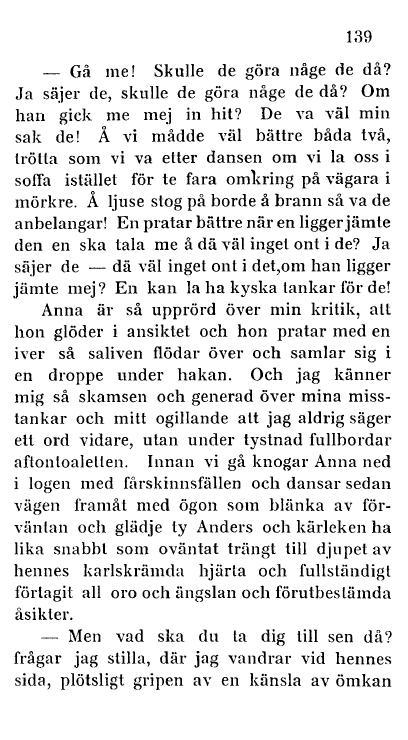 139
— Gå me! Skulle de göra någe de då?
Ja säjer de, skulle de göra någe de då? Om
han gick me mej in hit? De va väl min
sak de! Å vi mådde väl bättre båda två,
trötta som vi va efter dansen om vi la oss i
soffa istället för te fara omkring på vägara i
mörkre. Å ljuse stog på borde å brann så va de
anbelangar! En pratar bättre när en ligger jämte
den en ska tala me å dä väl inget ont i de? Ja
säjer de — dä väl inget ont i det,om han ligger
jämte mej? En kan la ha kyska tankar för de!
Anna är så upprörd över min kritik, att
hon glöder i ansiktet och hon pratar med en
iver så saliven flödar över och samlar sig i
en droppe under hakan. Och jag känner
mig så skamsen och generad över mina miss-
tankar och mitt ogillande att jag aldrig säger
ett ord vidare, utan under tystnad fullbordar
aftontoaletten. Innan vi gå knogar Anna ned
i logen med fårskinnsfällen och dansar sedan
vägen framåt med ögon som blänka av för-
väntan och glädje ty Anders och kärleken ha
lika snabbt som oväntat trängt till djupet av
hennes karlskrämda hjärta och fullständigt
förtagit all oro och ängslan och förutbestämda
åsikter.
— Men vad ska du ta dig till sen då?
frågar jag stilla, där jag vandrar vid hennes
sida, plötsligt gripen av en känsla av ömkan